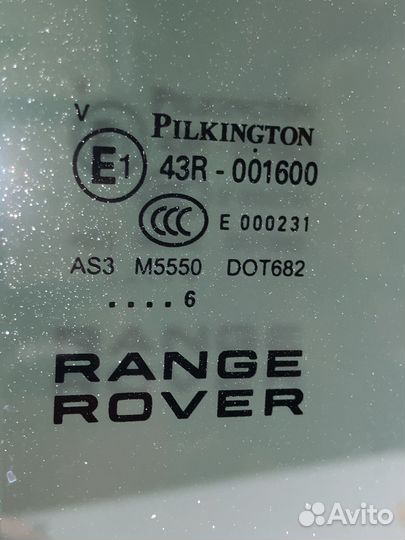 V
PILKINGTON
E1 43R - 001600
CCC E 000231
AS3 M5550 DOT682
. . . . 6
RANGE
ROVER
Avito